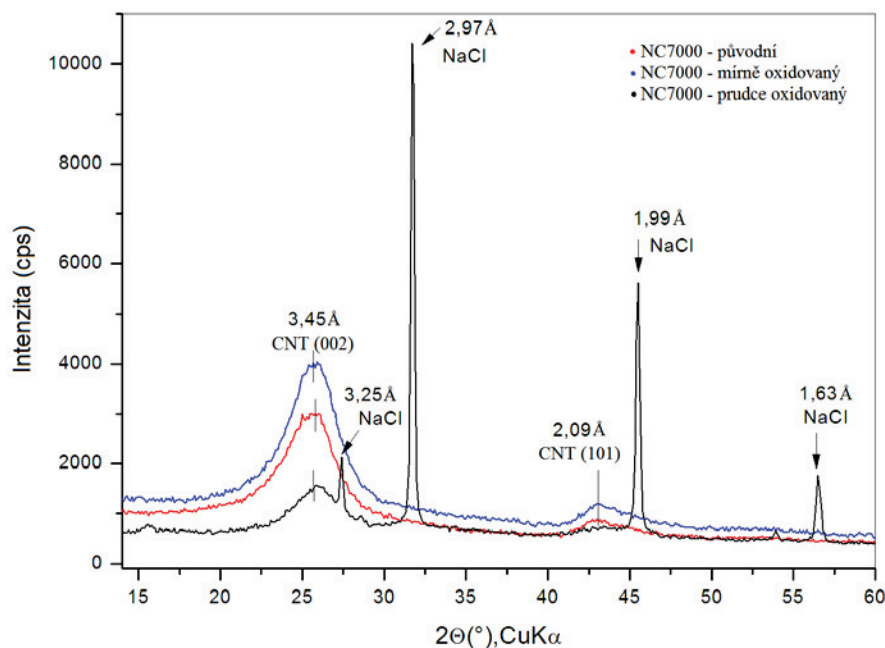 2,97Å
NaCl
NC7000 - původní
NC7000 - mírně oxidovaný
NC7000 - prudce oxidovaný
1,99Å
NaCl
3,45Å
CNT (002)
3,25Å
NaCl
2,09Å
CNT (101)
1,63Å
NaCl
Intenzita (cps)
10000
8000
6000
4000
2000
0
15 20 25 30 35 40 45 50 55 60
2Θ(°),CuKα